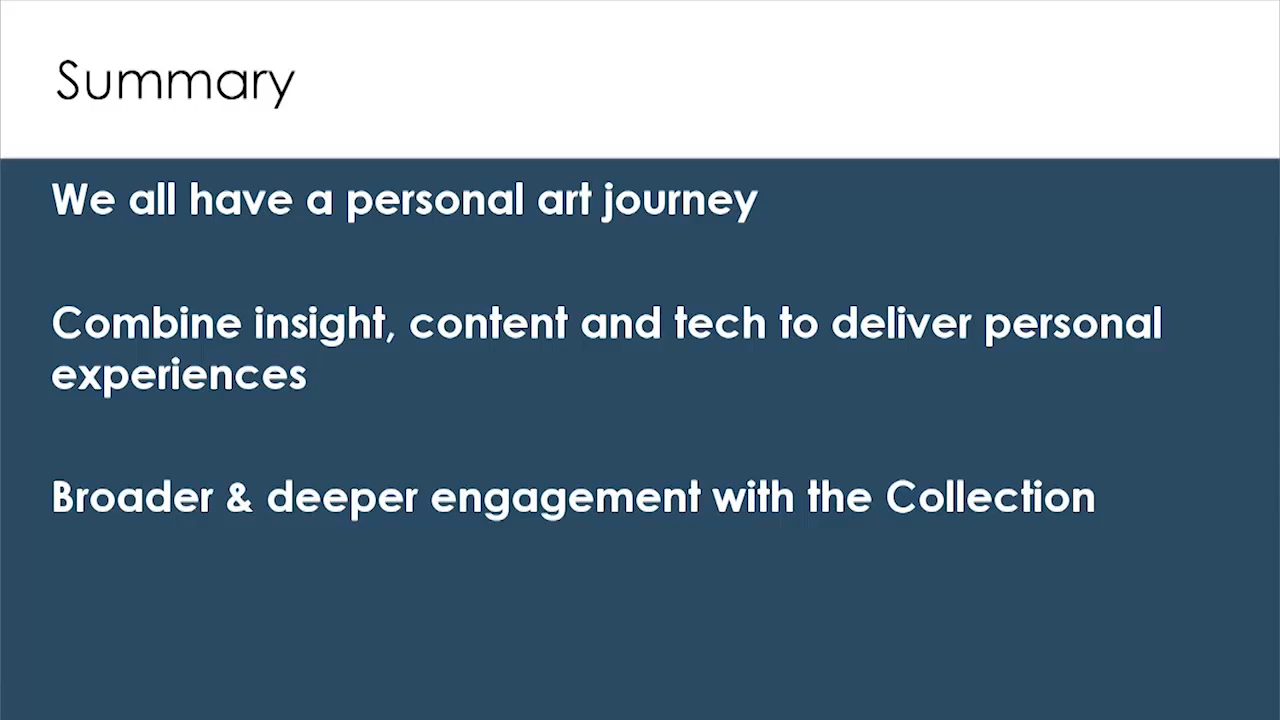 Summary
We all have a personal art journey
Combine insight, content and tech to deliver personal
experiences
Broader & deeper engagement with the Collection